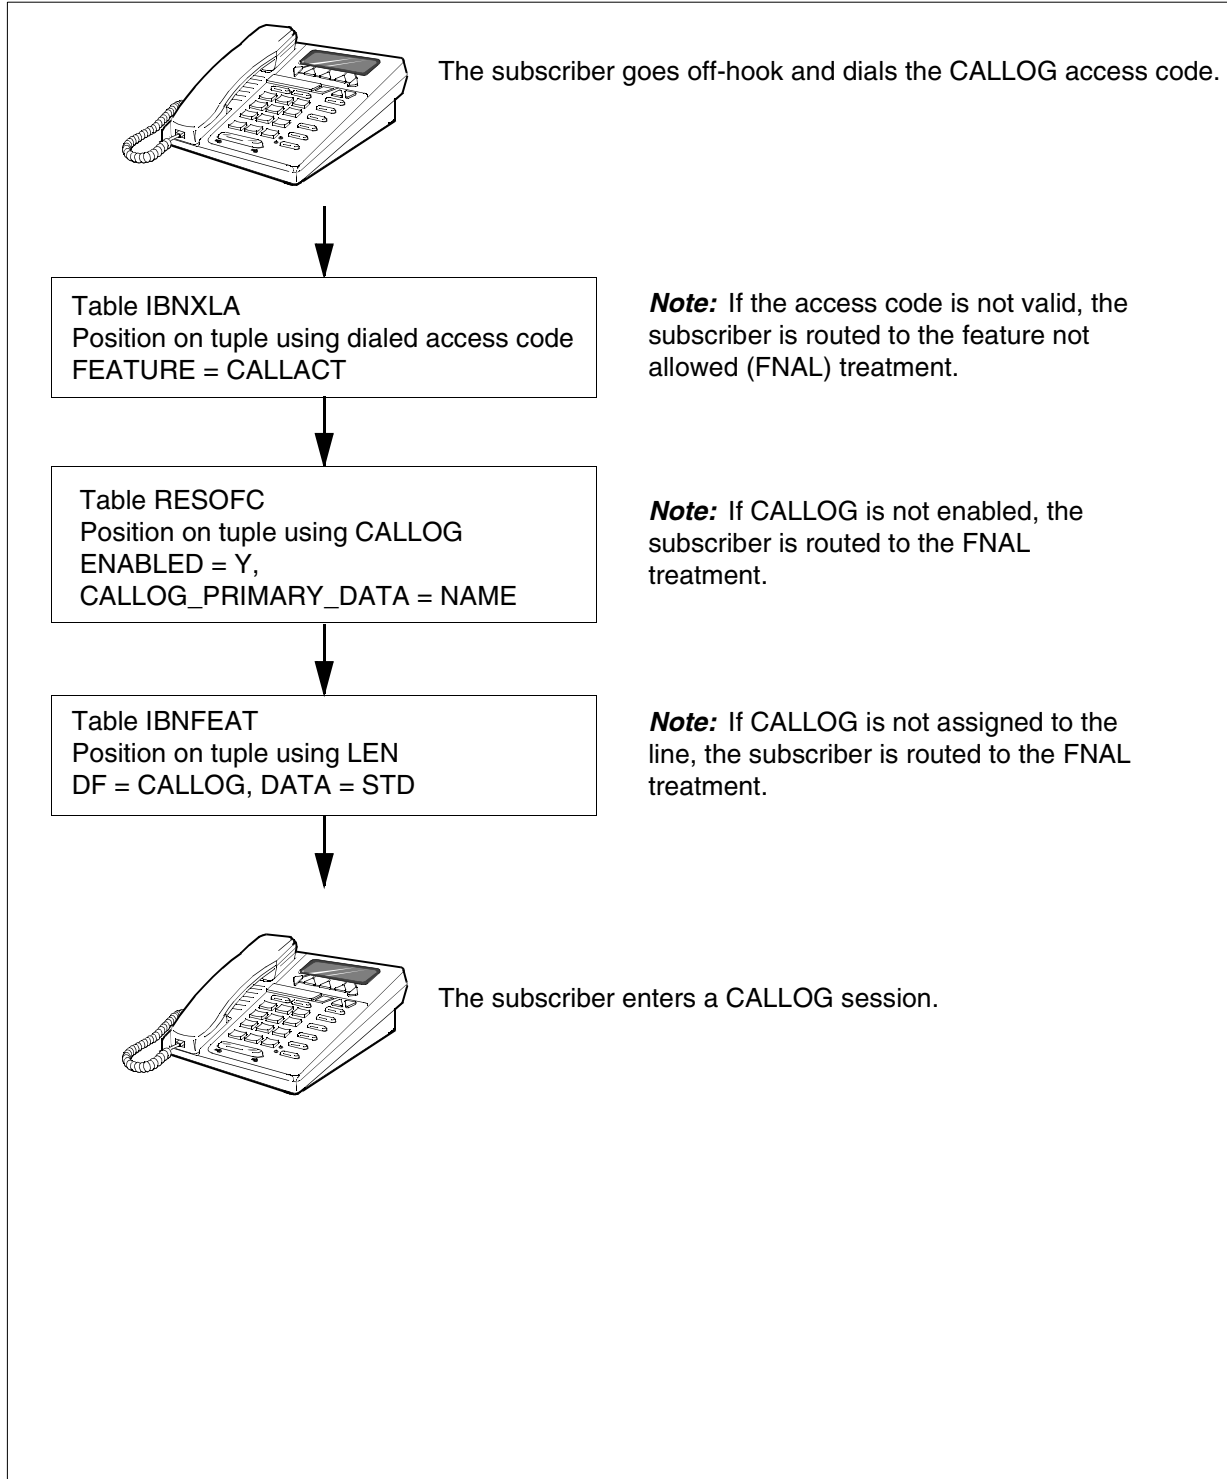 The subscriber goes off-hook and dials the CALLOG access code.
Table IBNXLA
Position on tuple using dialed access code
FEATURE = CALLACT
Note: If the access code is not valid, the
subscriber is routed to the feature not
allowed (FNAL) treatment.
Table RESOFC
Position on tuple using CALLOG
ENABLED = Y,
CALLOG_PRIMARY_DATA = NAME
Note: If CALLOG is not enabled, the
subscriber is routed to the FNAL
treatment.
Table IBNFEAT
Position on tuple using LEN
DF = CALLOG, DATA = STD
Note: If CALLOG is not assigned to the
line, the subscriber is routed to the FNAL
treatment.
The subscriber enters a CALLOG session.